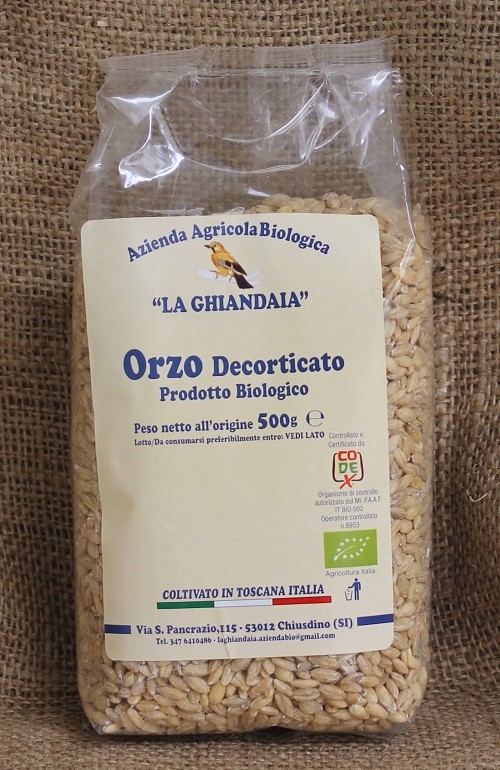 Azienda Agricola Biologica
"LA GHIANDAIA"
Orzo Decorticato
Prodotto Biologico
Peso netto all'origine 500g ℮
Lotto/Da consumarsi preferibilmente entro: VEDI LATO
Controllato e
Certificato da
CO
DE
X
Organismo di controllo
autorizzato dal Mi. P.A.A.F.
IT BIO 002
Operatore controllato
n.8953
Agricoltura Italia
COLTIVATO IN TOSCANA ITALIA
Via S. Pancrazio,115 - 53012 Chiusdino (SI)
Tel. 347 6410486 - laghiandaia.aziendabio@gmail.com